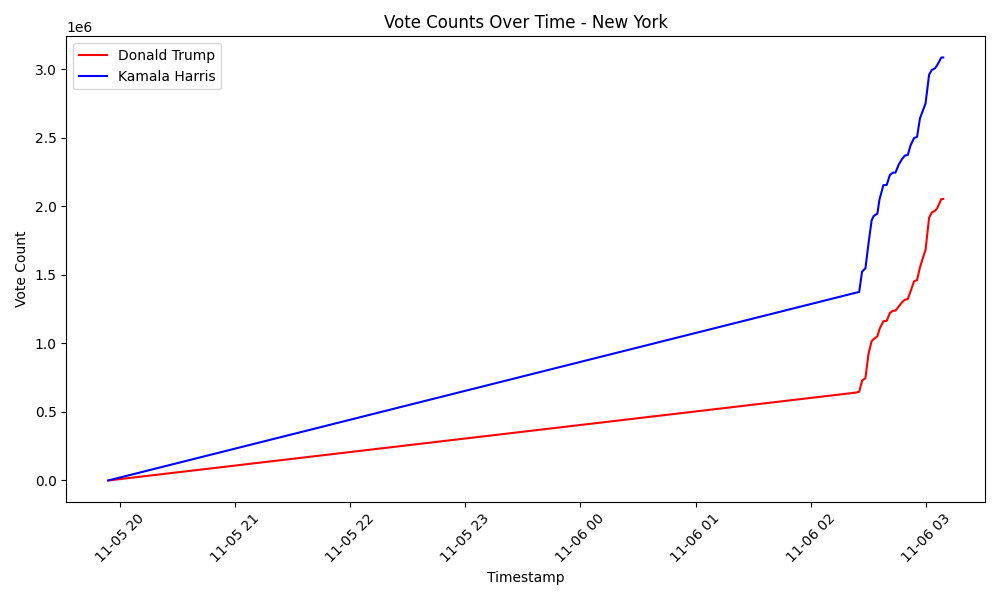 Vote Counts Over Time - New York
1e6
Donald Trump
Kamala Harris
3.0
2.5
2.0
1.5
1.0
0.5
0.0
Vote Count
11-05 20
11-05 21
11-05 22
11-05 23
11-06 00
11-06 01
11-06 02
11-06 03
Timestamp